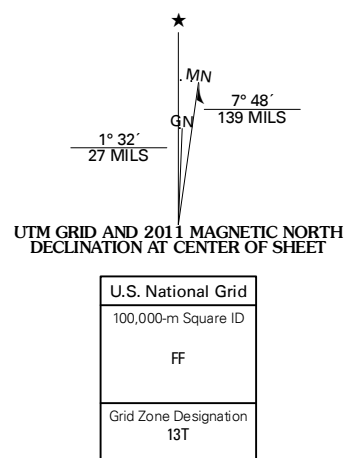 ★
MN
7° 48´
139 MILS
GN
1° 32´
27 MILS
UTM GRID AND 2011 MAGNETIC NORTH
DECLINATION AT CENTER OF SHEET
U.S. National Grid
100,000-m Square ID
FF
Grid Zone Designation
13T